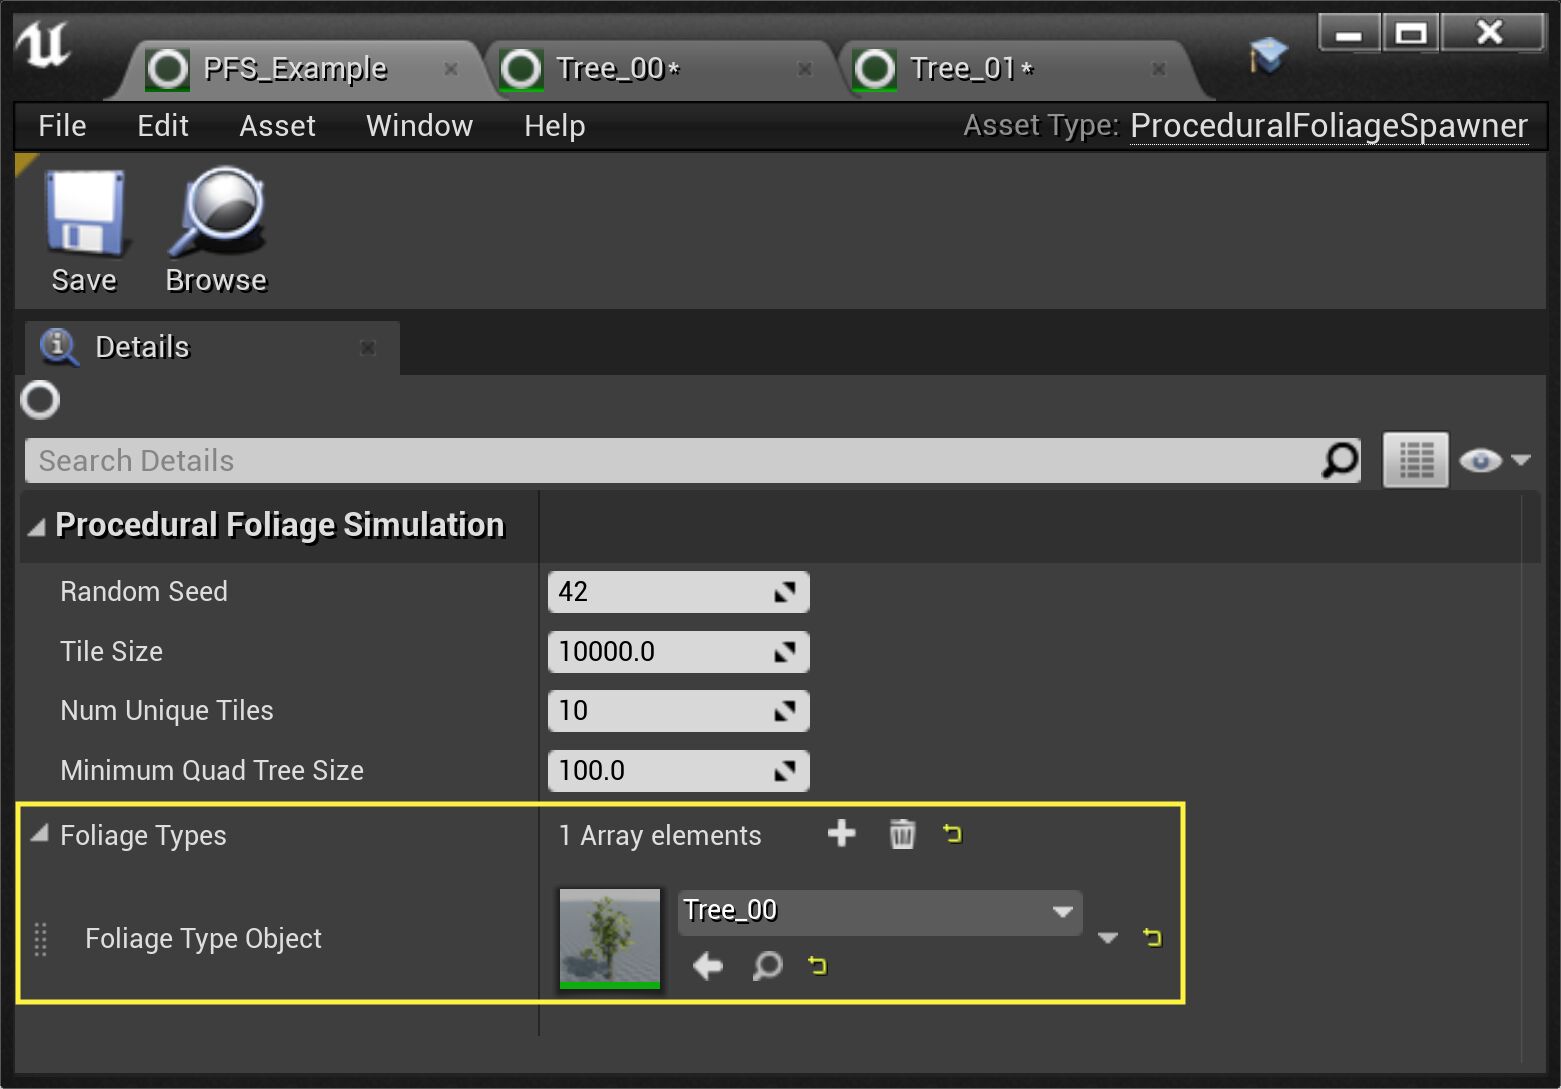 PFS_Example Tree_00* Tree_01*
File Edit Asset Window Help Asset Type: ProceduralFoliageSpawner
Save Browse
Details
Search Details
Procedural Foliage Simulation
Random Seed 42
Tile Size 10000.0
Num Unique Tiles 10
Minimum Quad Tree Size 100.0
Foliage Types 1 Array elements
Foliage Type Object Tree_00